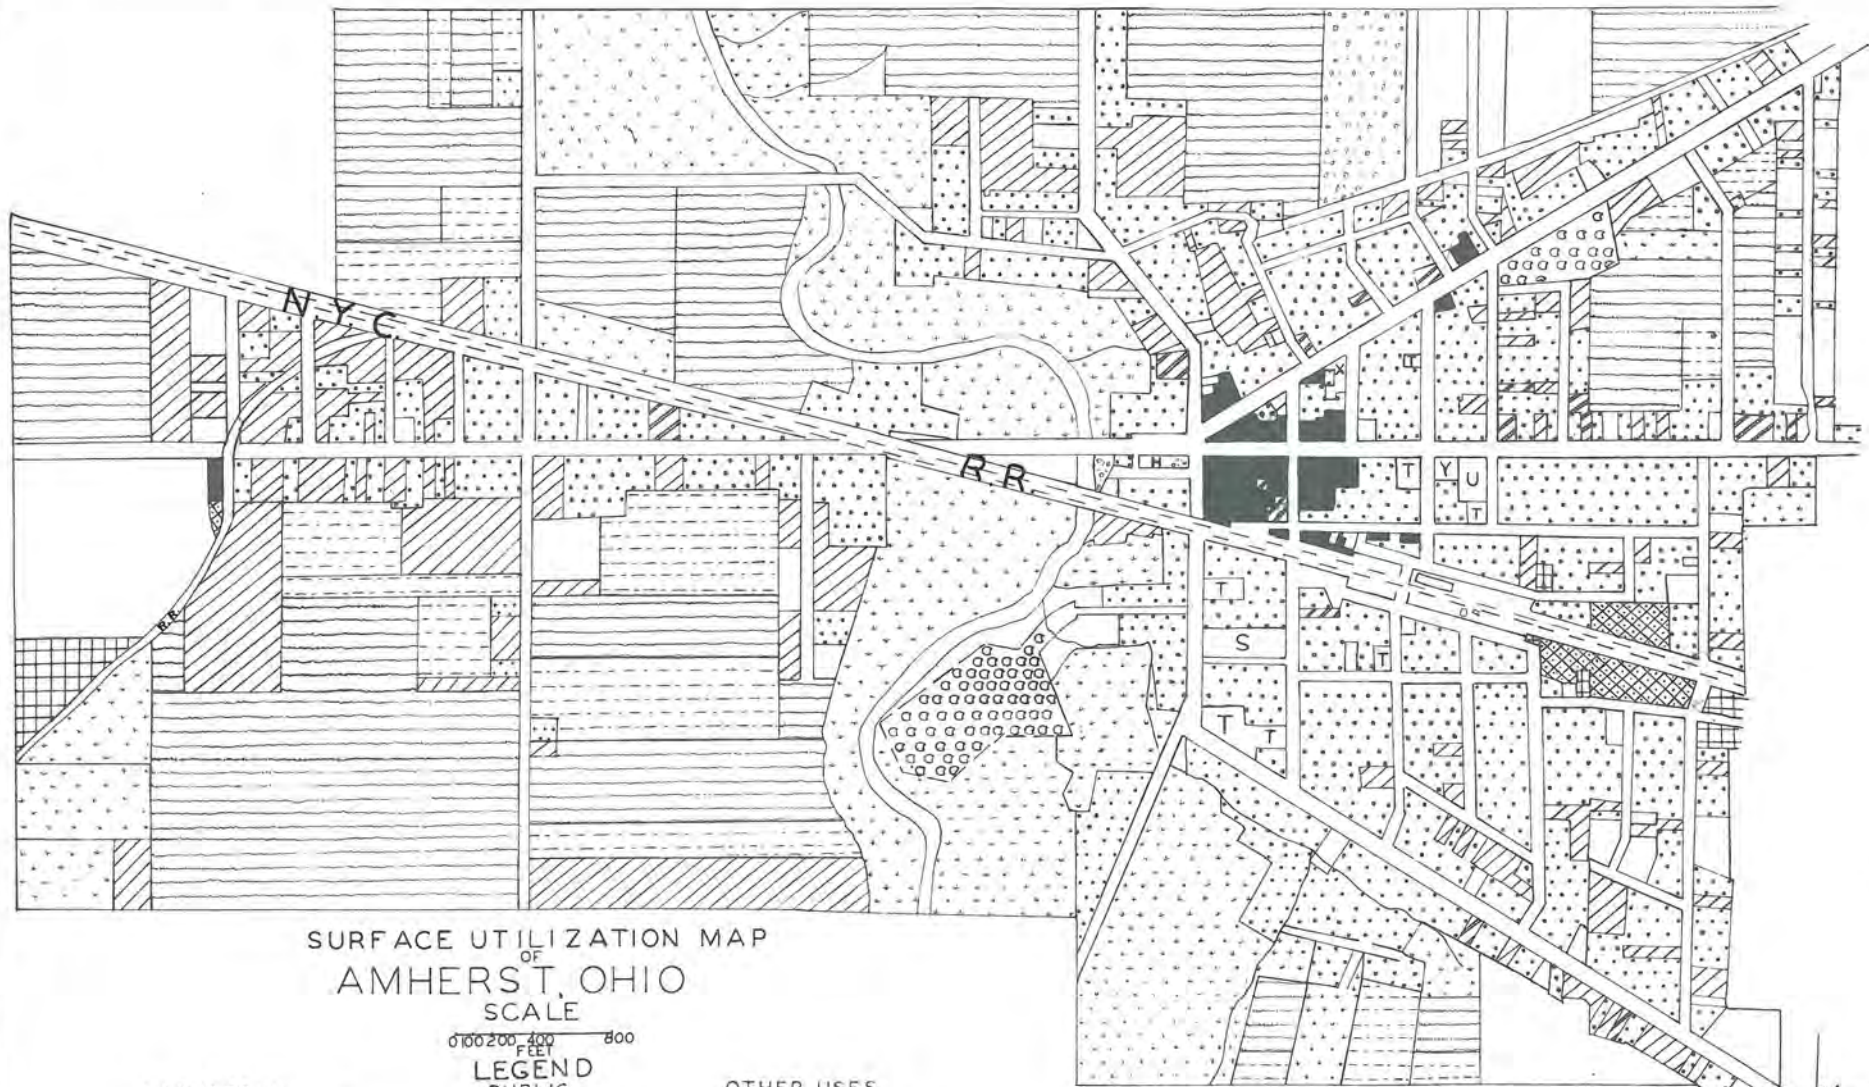 N. Y. C.
R. R.
X
T
H
T
Y
U
T
T
S
T
R.R.
T
T
SURFACE UTILIZATION MAP
OF
AMHERST, OHIO
SCALE
0 100 200 400 800
FEET
LEGEND
PUBLIC
OTHER USES